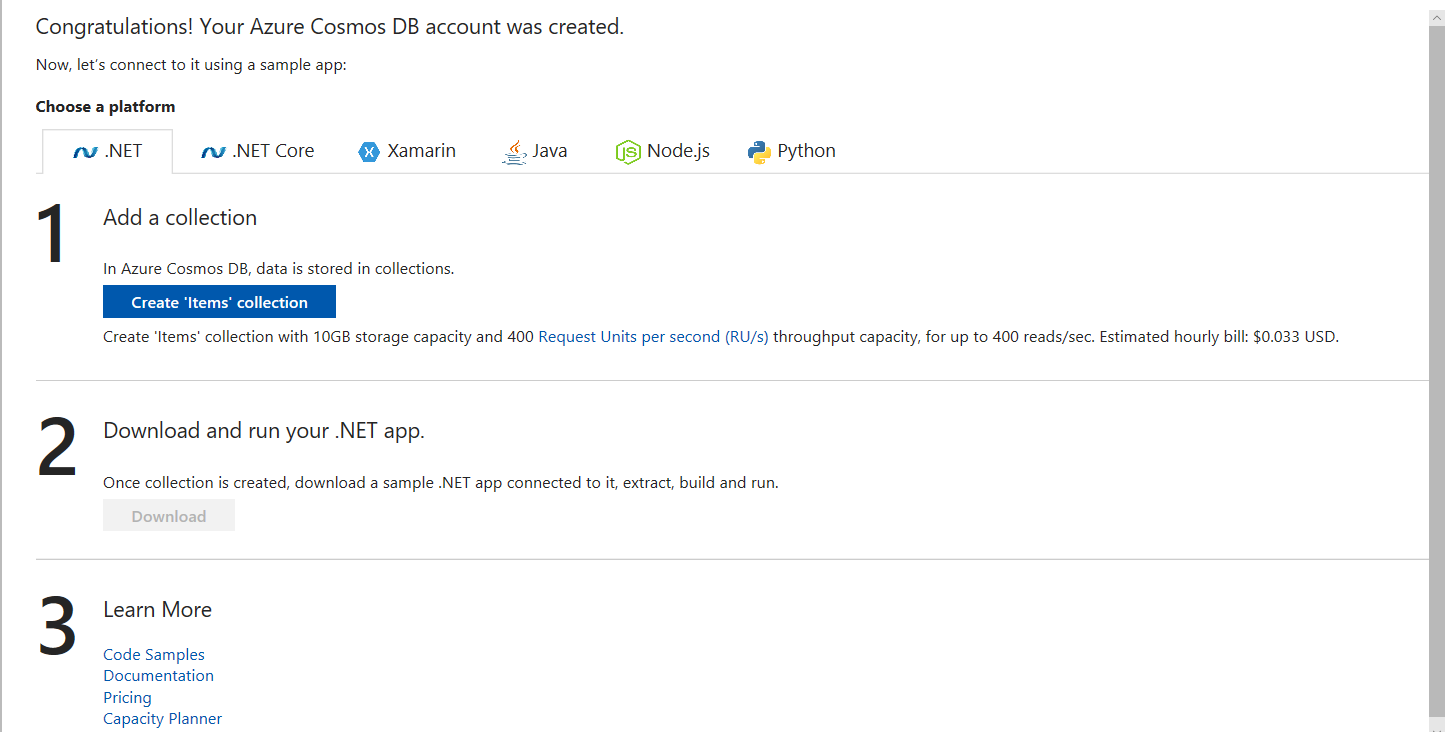 Congratulations! Your Azure Cosmos DB account was created.
Now, let's connect to it using a sample app:
Choose a platform
.NET .NET Core Xamarin Java Node.js Python
1 Add a collection
In Azure Cosmos DB, data is stored in collections.
Create 'Items' collection
Create 'Items' collection with 10GB storage capacity and 400 Request Units per second (RU/s) throughput capacity, for up to 400 reads/sec. Estimated hourly bill: $0.033 USD.
2 Download and run your .NET app.
Once collection is created, download a sample .NET app connected to it, extract, build and run.
Download
3 Learn More
Code Samples
Documentation
Pricing
Capacity Planner